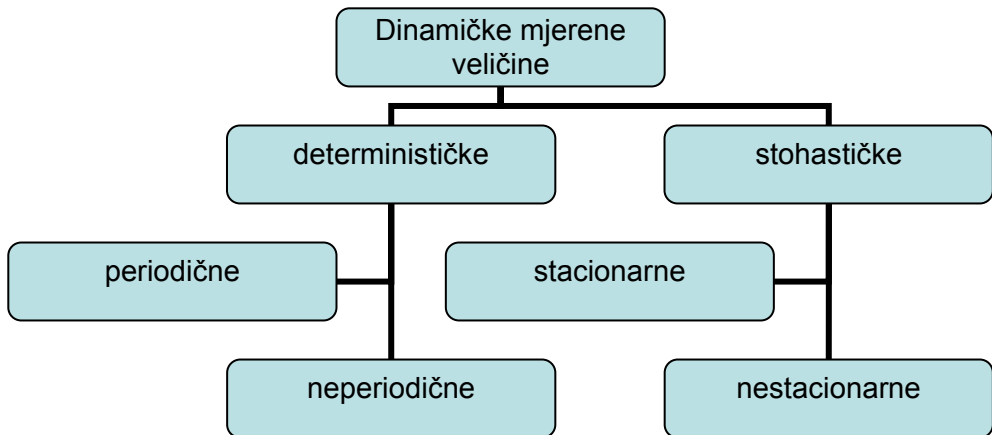 Dinamičke mjerene
veličine
determinističke
stohastičke
periodične
stacionarne
neperiodične
nestacionarne